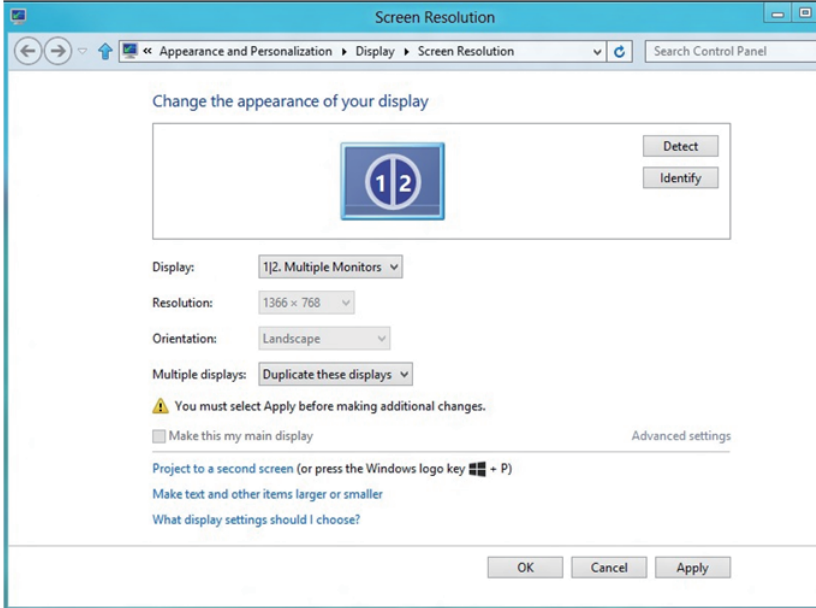 Screen Resolution
« Appearance and Personalization Display Screen Resolution
Search Control Panel
Change the appearance of your display
1|2
Detect
Identify
Display: 1|2. Multiple Monitors
Resolution: 1366 × 768
Orientation: Landscape
Multiple displays: Duplicate these displays
You must select Apply before making additional changes.
Make this my main display
Advanced settings
Project to a second screen (or press the Windows logo key + P)
Make text and other items larger or smaller
What display settings should I choose?
OK Cancel Apply